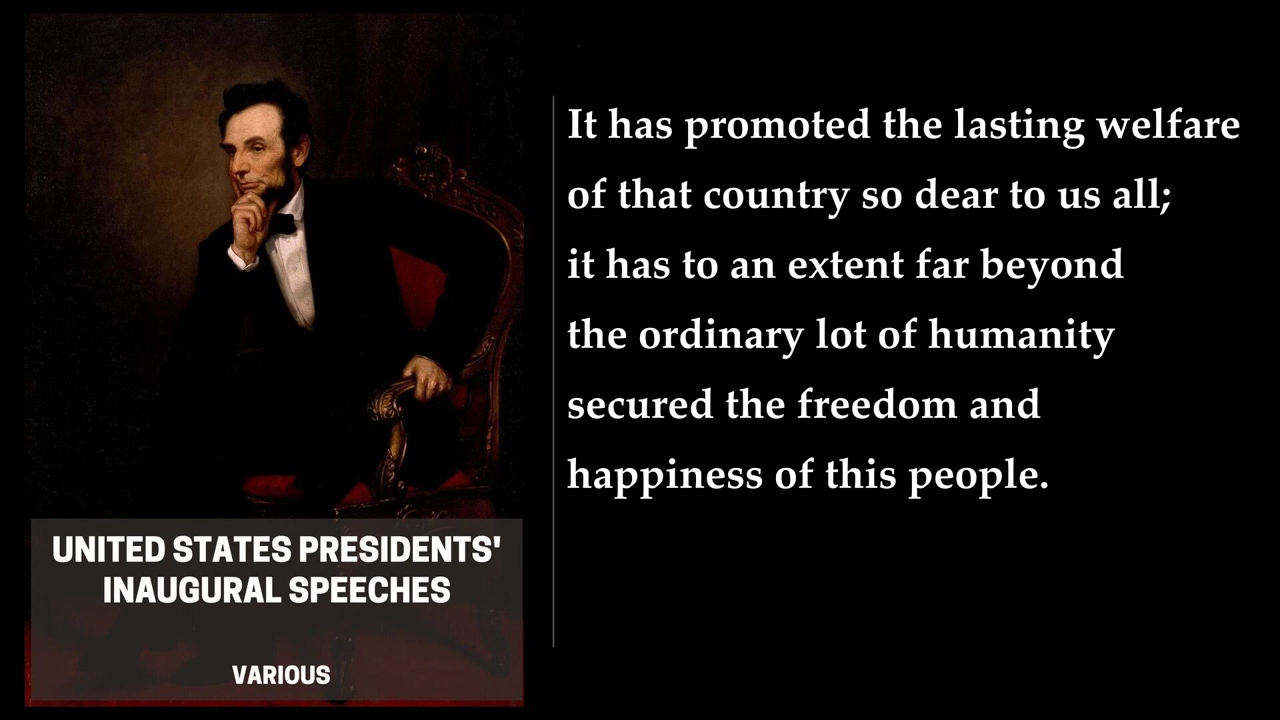 It has promoted the lasting welfare
of that country so dear to us all;
it has to an extent far beyond
the ordinary lot of humanity
secured the freedom and
happiness of this people.
UNITED STATES PRESIDENTS'
INAUGURAL SPEECHES
VARIOUS